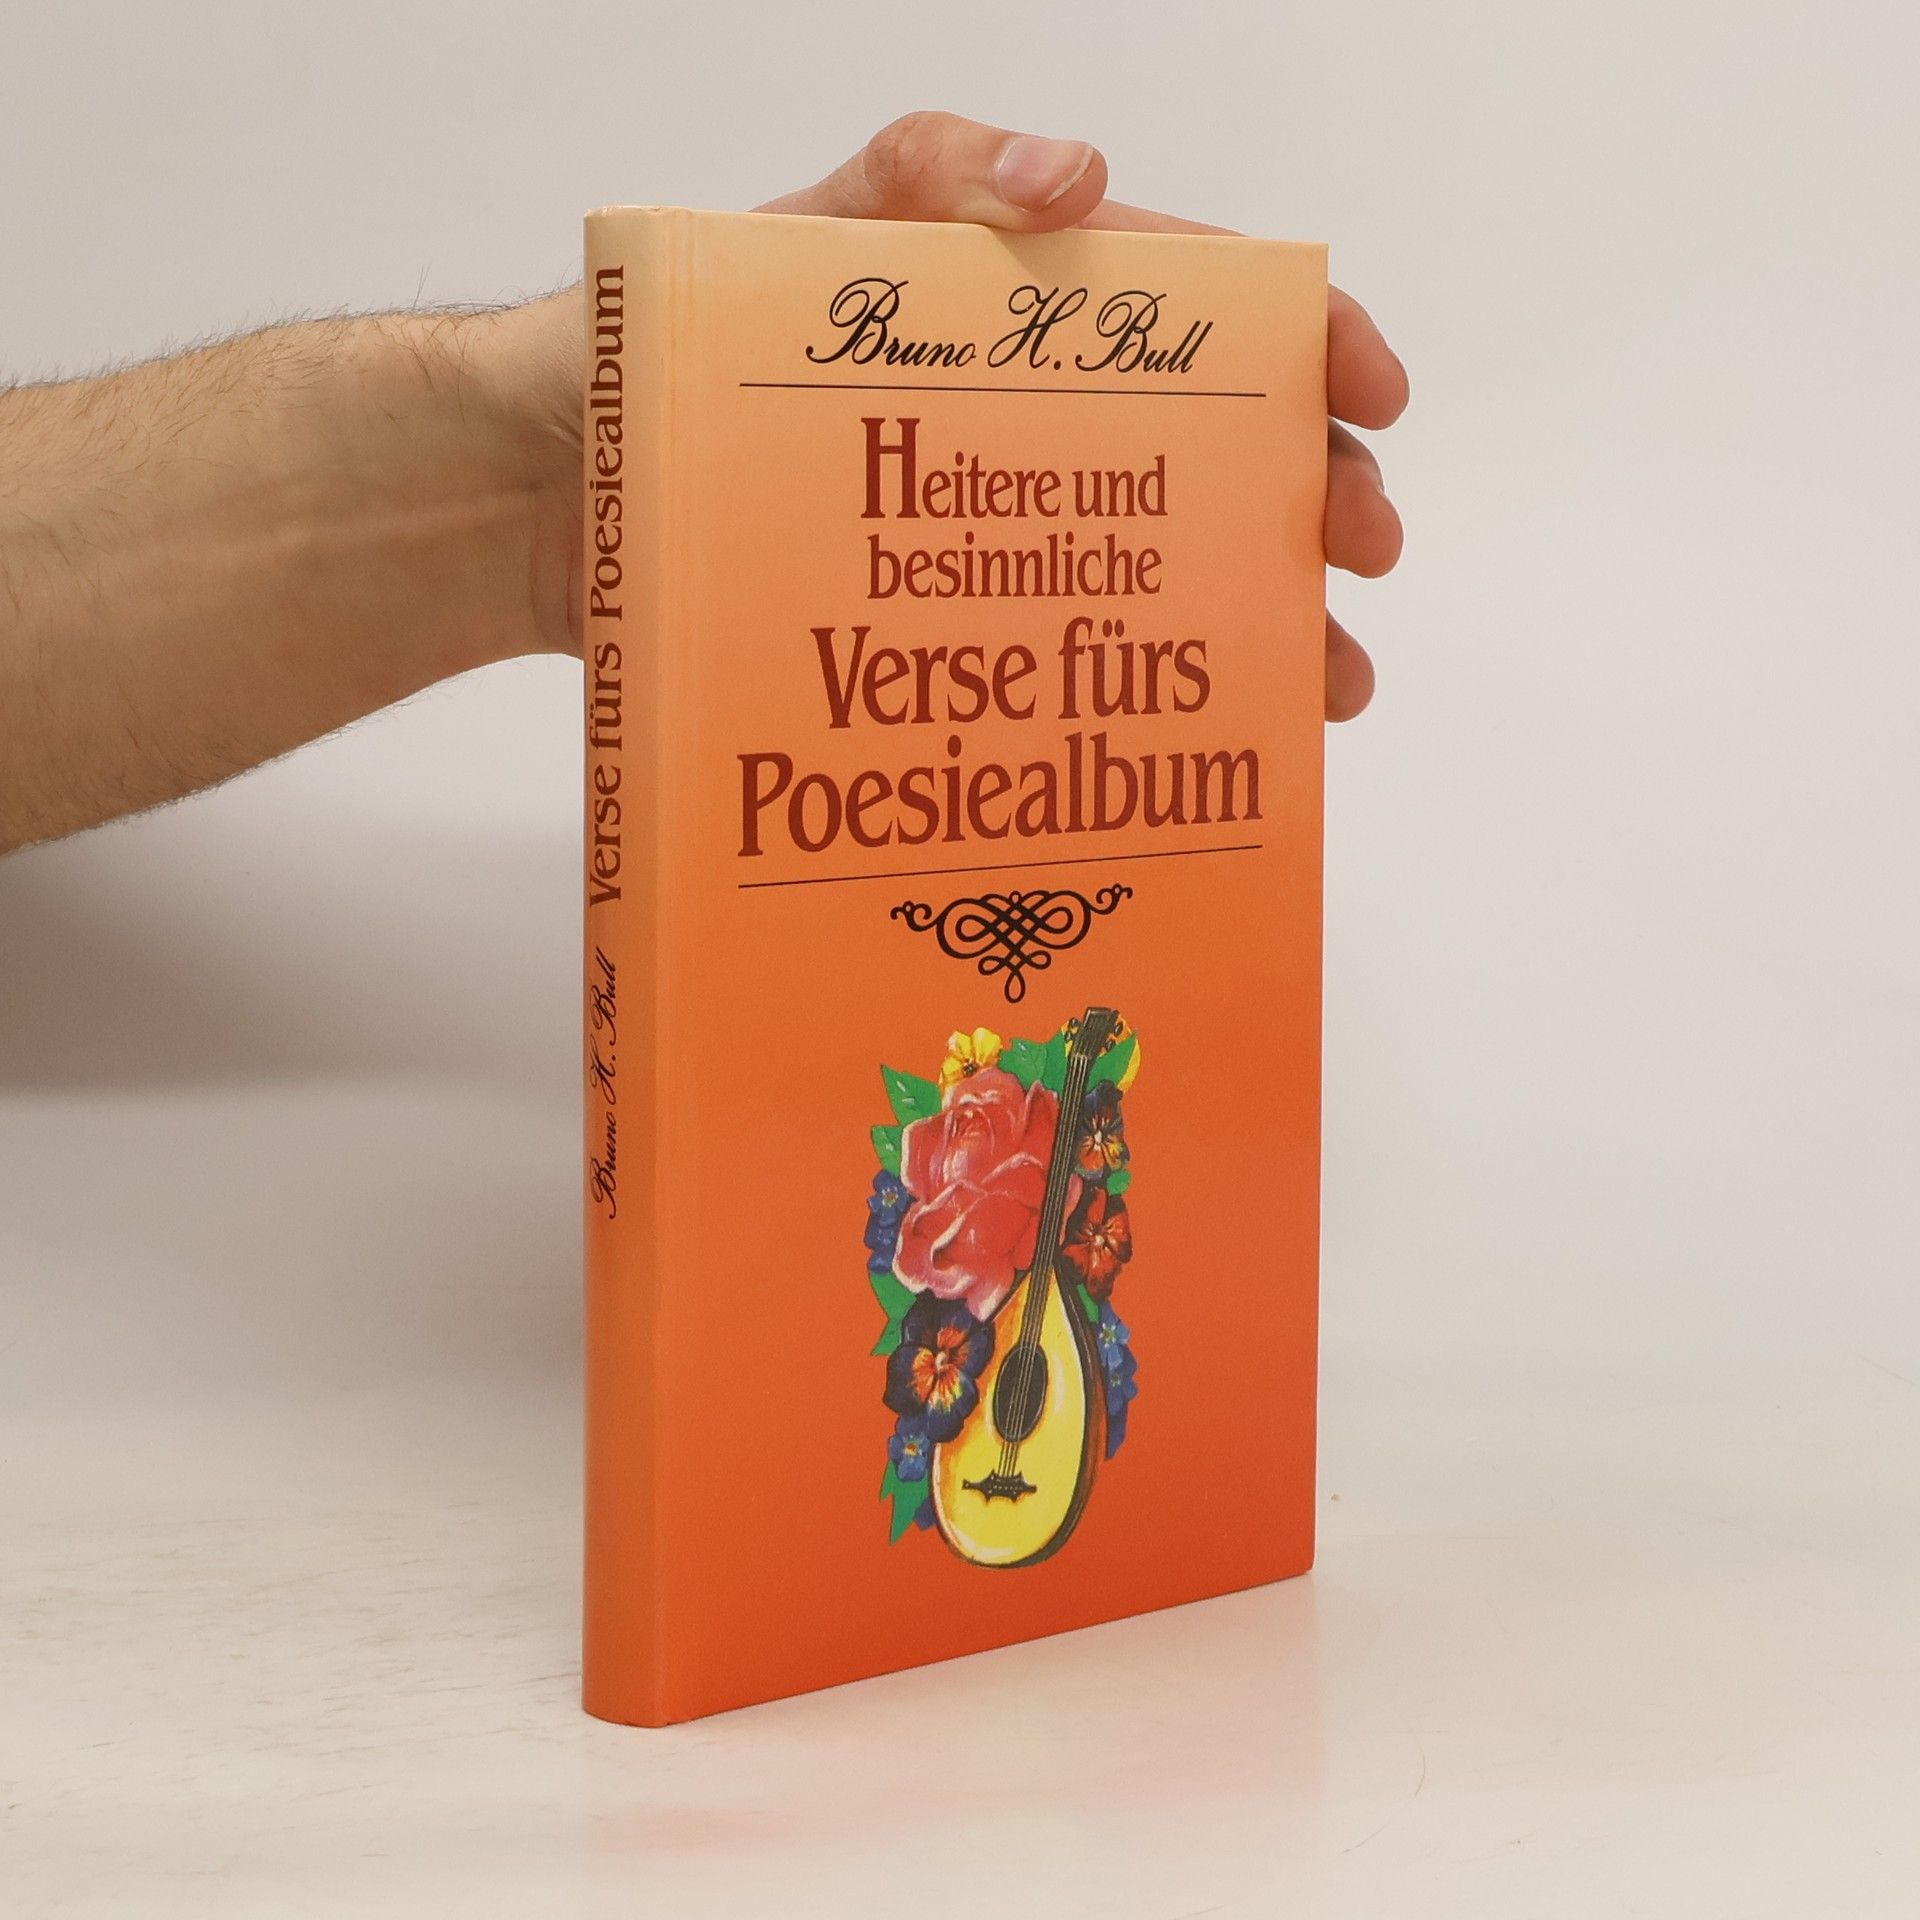 Bruno H. Bull
Heitere und
besinnliche
Verse fürs
Poesiealbum
Bruno H. Bull Verse fürs Poesiealbum